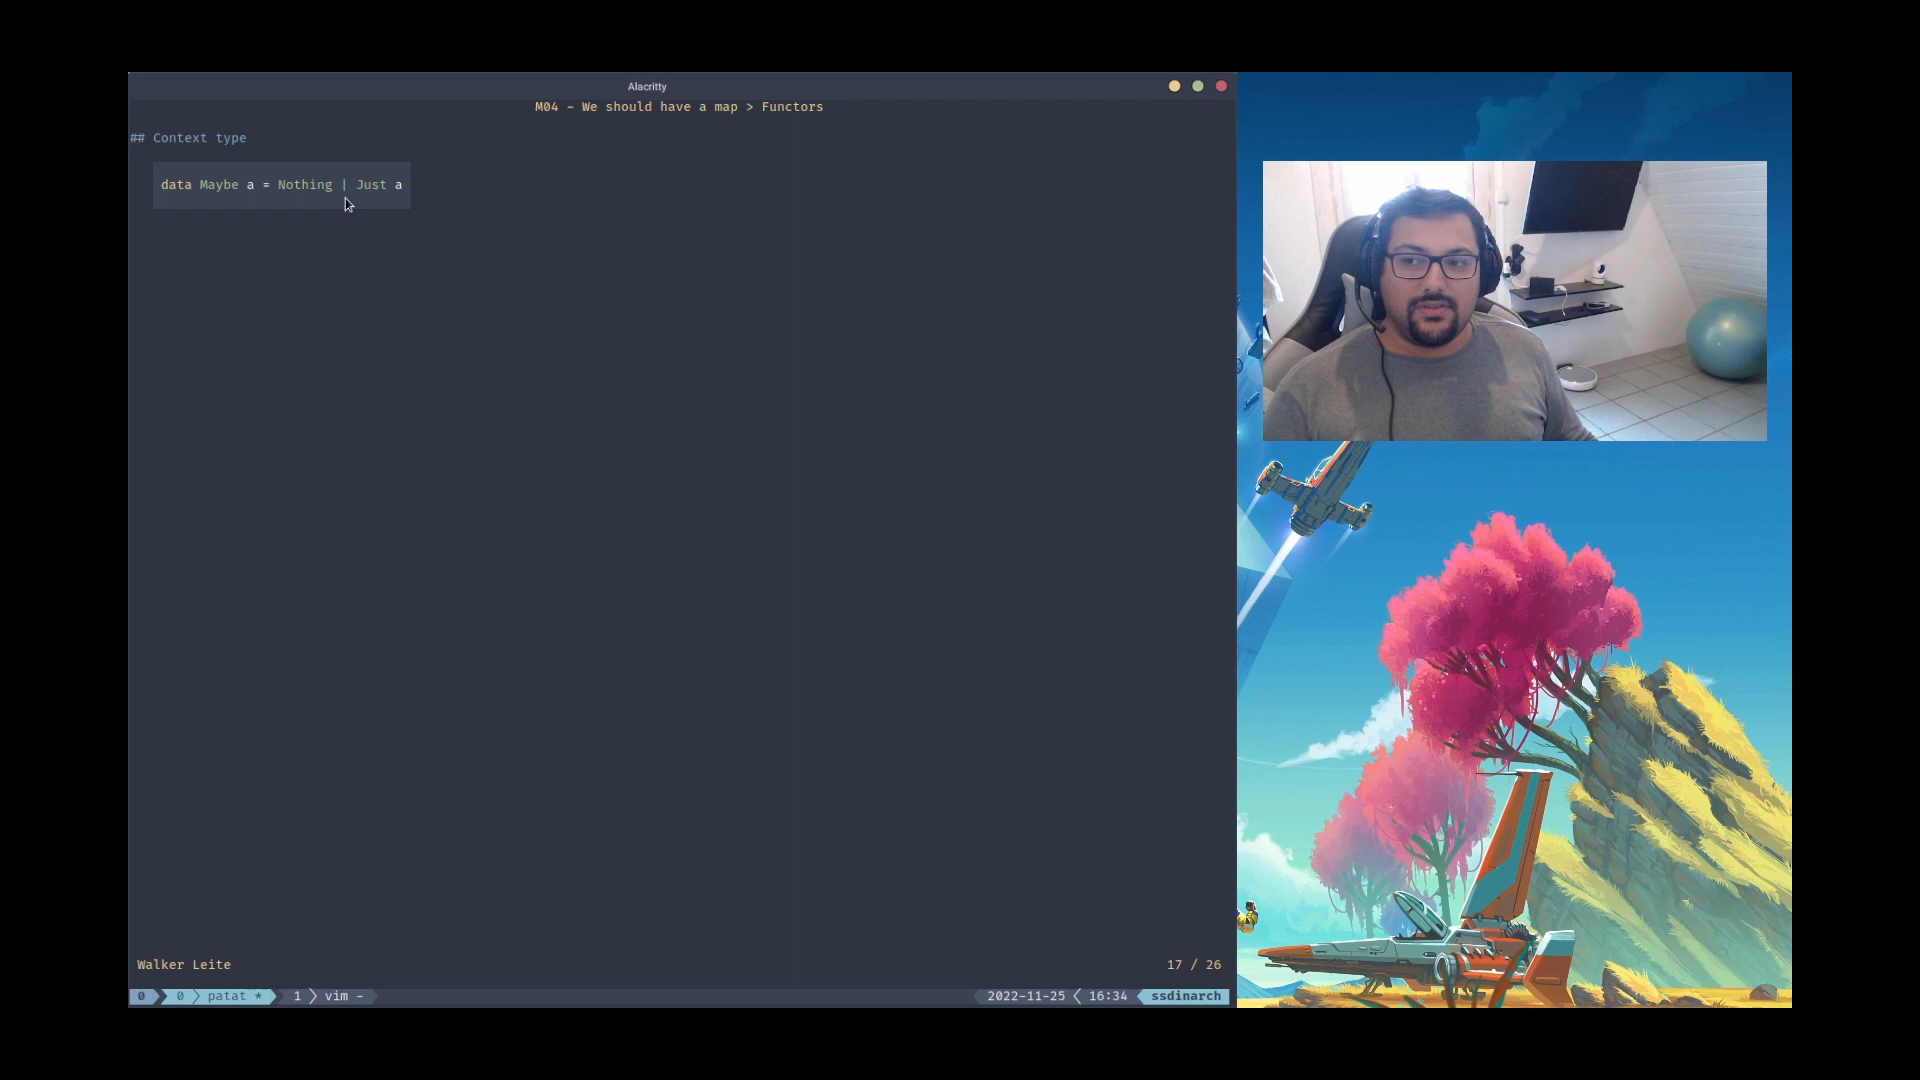 Alacritty
M04 - We should have a map > Functors
## Context type
data Maybe a = Nothing | Just a
Walker Leite
17 / 26
0 0 patat * 1 vim -
2022-11-25 16:34 ssdinarch